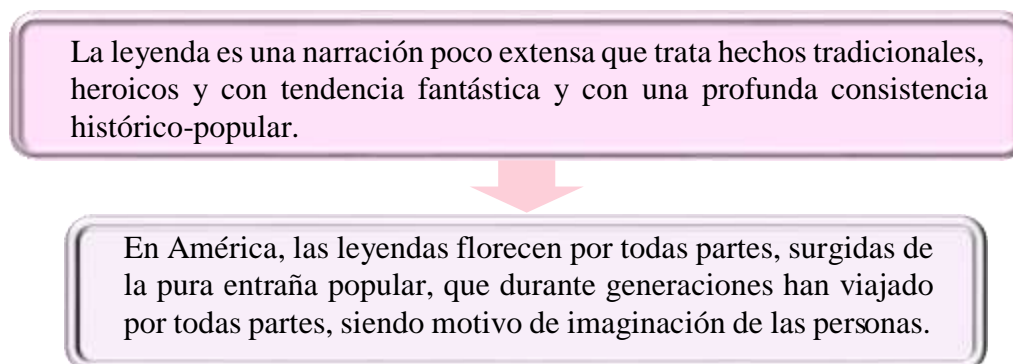 La leyenda es una narración poco extensa que trata hechos tradicionales,
heroicos y con tendencia fantástica y con una profunda consistencia
histórico-popular.
En América, las leyendas florecen por todas partes, surgidas de
la pura entraña popular, que durante generaciones han viajado
por todas partes, siendo motivo de imaginación de las personas.